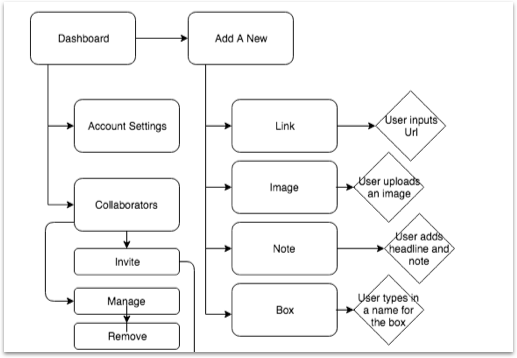 Dashboard
Add A New
Account Settings
Link
User inputs
Url
Collaborators
Image
User uploads
an image
Invite
Note
User adds
headline and
note
Manage
Box
User types in
a name for
the box
Remove